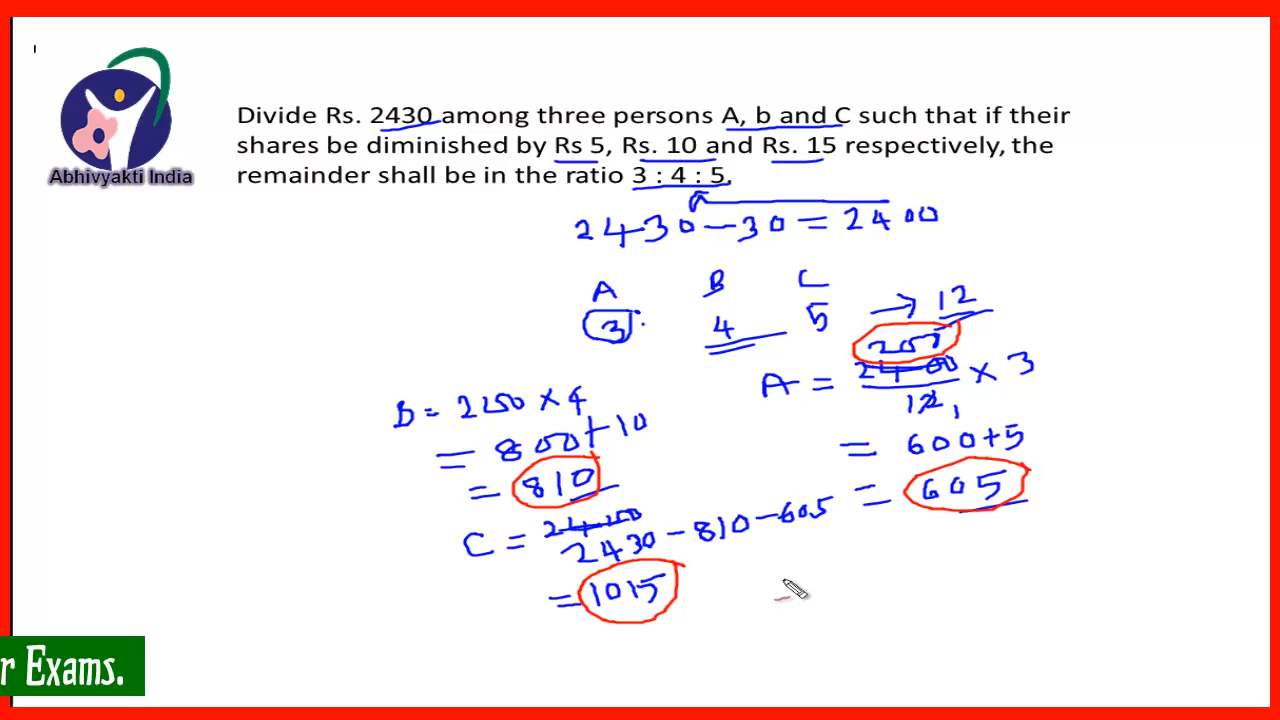 Abhivyakti India
Divide Rs. 2430 among three persons A, b and C such that if their
shares be diminished by Rs 5, Rs. 10 and Rs. 15 respectively, the
remainder shall be in the ratio 3 : 4 : 5.
2430 - 30 = 2400
A B C
3 : 4 5 → 12
200
A = 2400/12 × 3
1
= 600 + 5
= 605
B = 200 × 4
= 800 + 10
= 810
C = 2430 - 810 - 605
= 1015
r Exams.